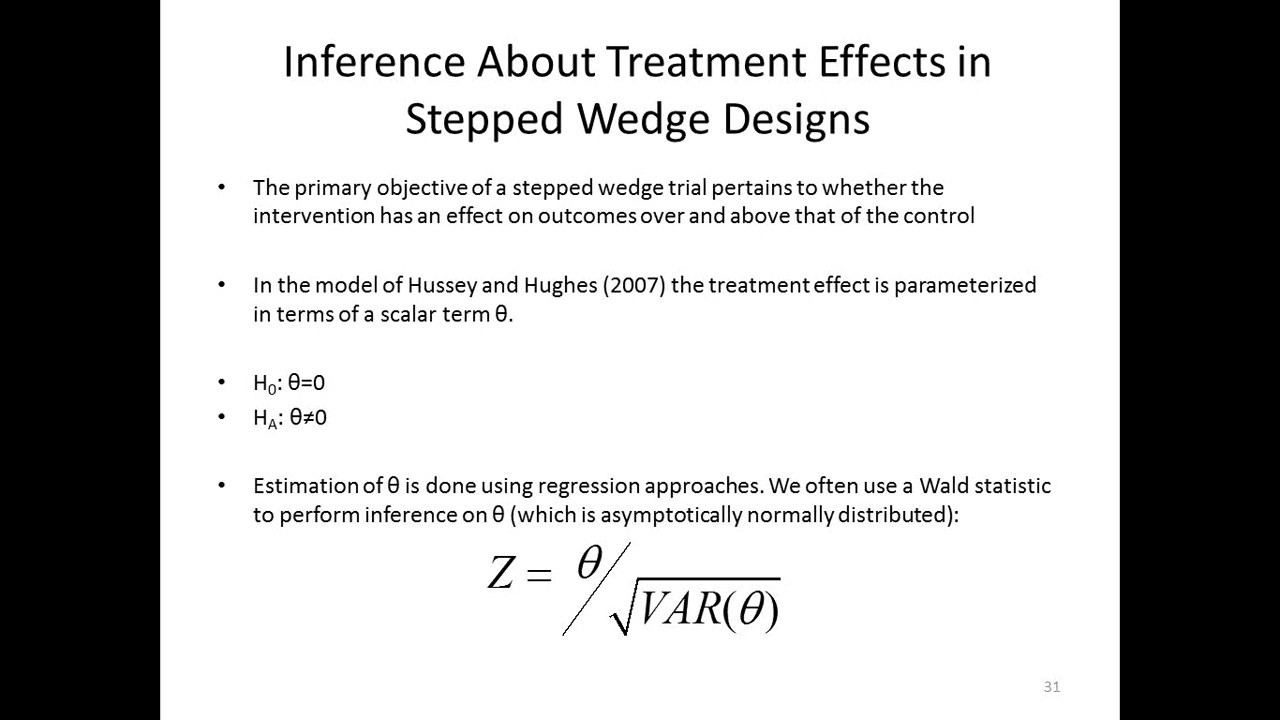 Inference About Treatment Effects in
Stepped Wedge Designs
• The primary objective of a stepped wedge trial pertains to whether the
intervention has an effect on outcomes over and above that of the control
• In the model of Hussey and Hughes (2007) the treatment effect is parameterized
in terms of a scalar term θ.
• H₀: θ=0
• H_A: θ≠0
• Estimation of θ is done using regression approaches. We often use a Wald statistic
to perform inference on θ (which is asymptotically normally distributed):
Z = θ/√VAR(θ)
31